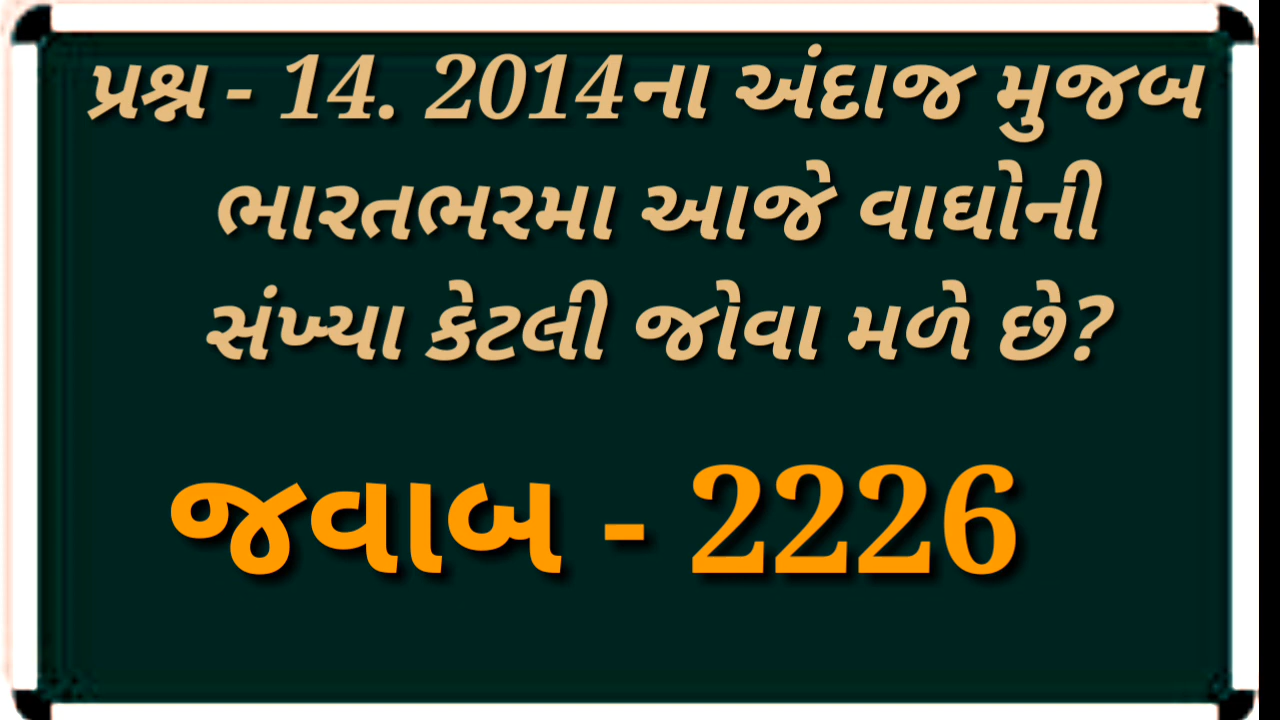 પ્રશ્ન - 14. 2014ના અંદાજ મુજબ
ભારતભરમા આજે વાઘોની
સંખ્યા કેટલી જોવા મળે છે?
જવાબ - 2226